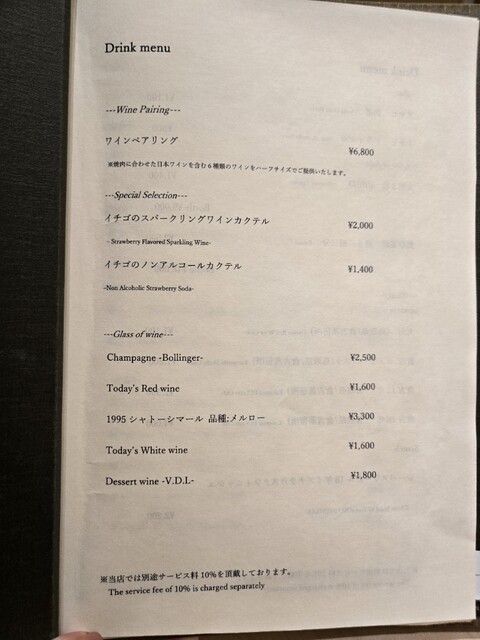 Drink menu
---Wine Pairing---
ワインペアリング ¥6,800
※焼肉に合わせた日本ワインを含む6種類のワインをハーフサイズでご提供いたします。
---Special Selection---
イチゴのスパークリングワインカクテル ¥2,000
- Strawberry Flavored Sparkling Wine-
イチゴのノンアルコールカクテル ¥1,400
-Non Alcoholic Strawberry Soda-
---Glass of wine---
Champagne -Bollinger- ¥2,500
Today's Red wine ¥1,600
1995 シャトーシマール 品種:メルロー ¥3,300
Today's White wine ¥1,600
Dessert wine -V.D.L- ¥1,800
※当店では別途サービス料 10%を頂戴しております。
The service fee of 10% is charged separately